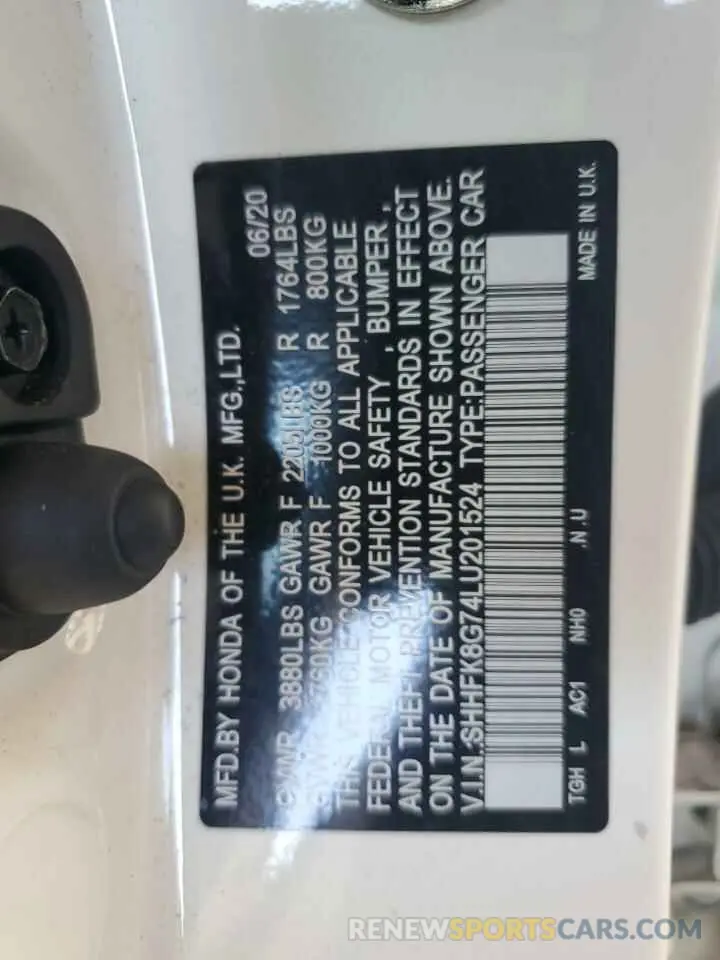 MFD.BY HONDA OF THE U.K. MFG.,LTD. 06/20
GVWR 3880LBS GAWR F 2205LBS R 1764LBS
GVWR 1760KG GAWR F 1000KG R 800KG
THIS VEHICLE CONFORMS TO ALL APPLICABLE
FEDERAL MOTOR VEHICLE SAFETY , BUMPER ,
AND THEFT PREVENTION STANDARDS IN EFFECT
ON THE DATE OF MANUFACTURE SHOWN ABOVE.
V.I.N.:SHHFK8G74LU201524 TYPE:PASSENGER CAR
TGH L AC1 NH0 .N .U MADE IN U.K.
RENEWSPORTSCARS.COM